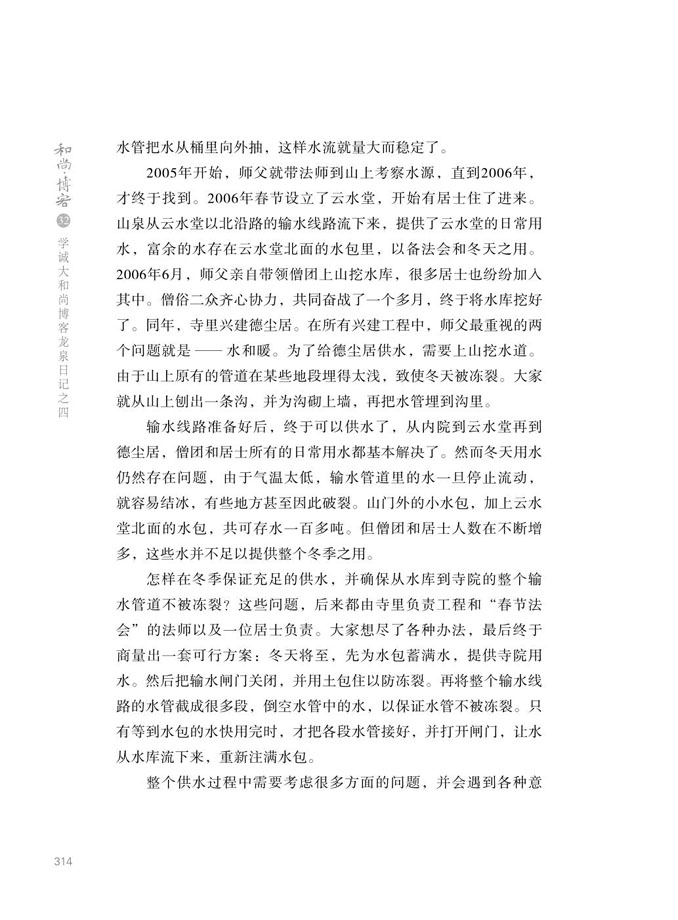 和尚·博客
32
学诚大和尚博客龙泉日记之四
水管把水从桶里向外抽，这样水流就量大而稳定了。
2005年开始，师父就带法师到山上考察水源，直到2006年，
才终于找到。2006年春节设立了云水堂，开始有居士住了进来。
山泉从云水堂以北沿路的输水线路流下来，提供了云水堂的日常用
水，富余的水存在云水堂北面的水包里，以备法会和冬天之用。
2006年6月，师父亲自带领僧团上山挖水库，很多居士也纷纷加入
其中。僧俗二众齐心协力，共同奋战了一个多月，终于将水库挖好
了。同年，寺里兴建德尘居。在所有兴建工程中，师父最重视的两
个问题就是——水和暖。为了给德尘居供水，需要上山挖水道。
由于山上原有的管道在某些地段埋得太浅，致使冬天被冻裂。大家
就从山上刨出一条沟，并为沟砌上墙，再把水管埋到沟里。
输水线路准备好后，终于可以供水了，从内院到云水堂再到
德尘居，僧团和居士所有的日常用水都基本解决了。然而冬天用水
仍然存在问题，由于气温太低，输水管道里的水一旦停止流动，
就容易结冰，有些地方甚至因此破裂。山门外的小水包，加上云水
堂北面的水包，共可存水一百多吨。但僧团和居士人数在不断增
多，这些水并不足以提供整个冬季之用。
怎样在冬季保证充足的供水，并确保从水库到寺院的整个输
水管道不被冻裂？这些问题，后来都由寺里负责工程和“春节法
会”的法师以及一位居士负责。大家想尽了各种办法，最后终于
商量出一套可行方案：冬天将至，先为水包蓄满水，提供寺院用
水。然后把输水闸门关闭，并用土包住以防冻裂。再将整个输水线
路的水管截成很多段，倒空水管中的水，以保证水管不被冻裂。只
有等到水包的水快用完时，才把各段水管接好，并打开闸门，让水
从水库流下来，重新注满水包。
整个供水过程中需要考虑很多方面的问题，并会遇到各种意
314